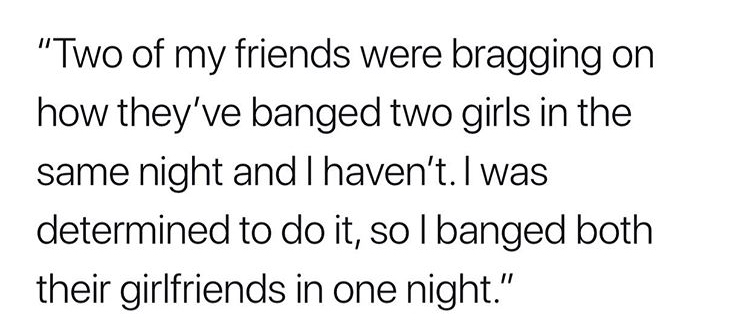 “Two of my friends were bragging on
how they’ve banged two girls in the
same night and I haven’t. I was
determined to do it, so I banged both
their girlfriends in one night.”